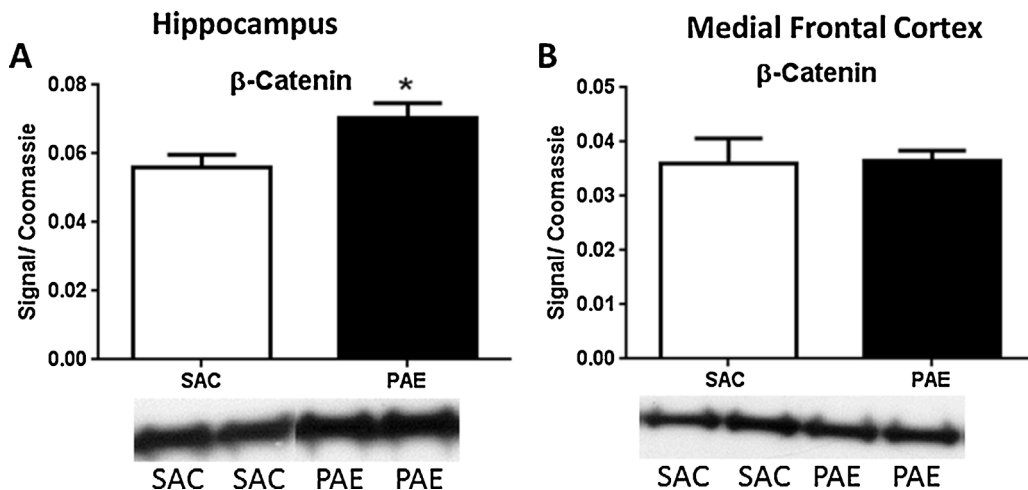 Hippocampus
A
β-Catenin
*
Signal/ Coomassie
0.08
0.06
0.04
0.02
0.00
SAC
PAE
SAC SAC PAE PAE
Medial Frontal Cortex
B
β-Catenin
Signal/ Coomassie
0.05
0.04
0.03
0.02
0.01
0.00
SAC
PAE
SAC SAC PAE PAE